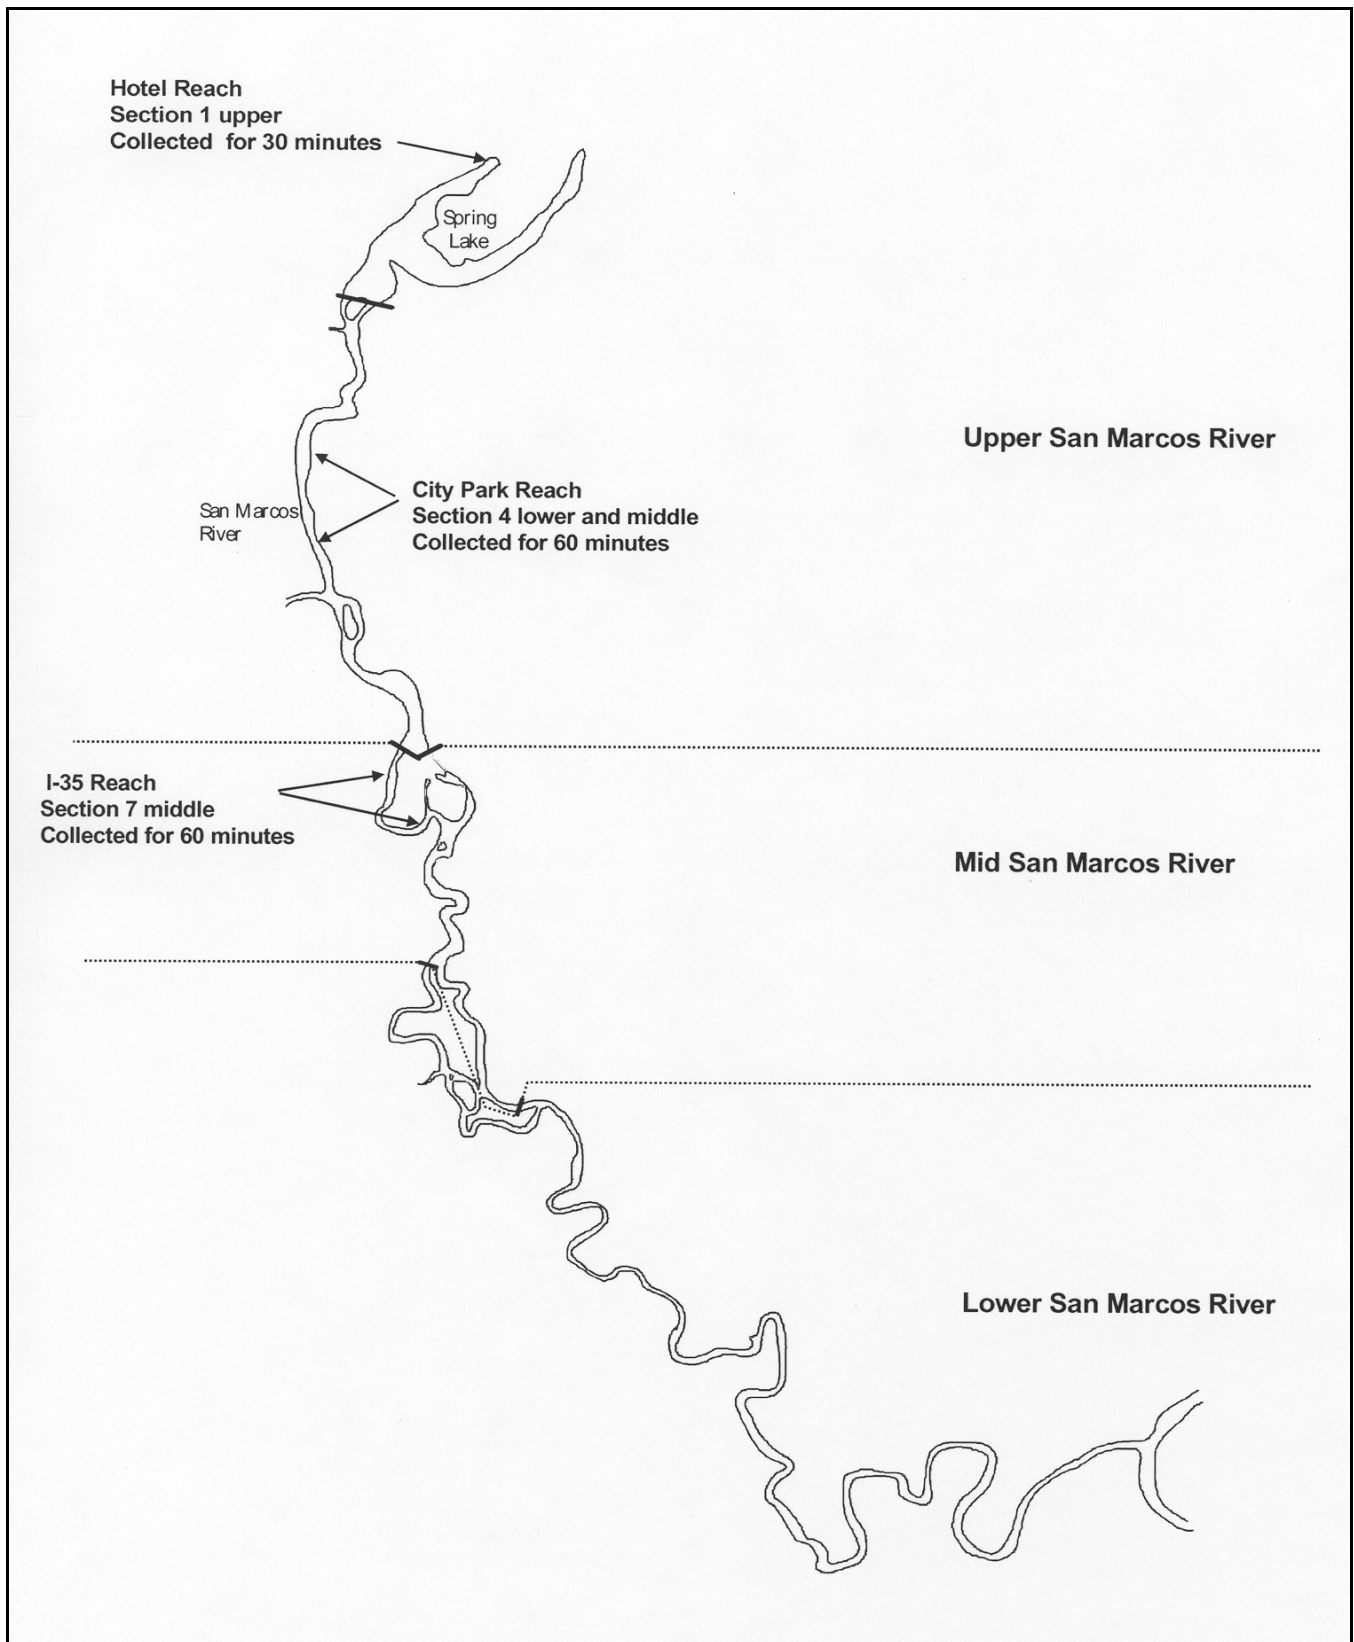 Hotel Reach
Section 1 upper
Collected for 30 minutes
Spring
Lake
Upper San Marcos River
City Park Reach
Section 4 lower and middle
Collected for 60 minutes
San Marcos
River
I-35 Reach
Section 7 middle
Collected for 60 minutes
Mid San Marcos River
Lower San Marcos River